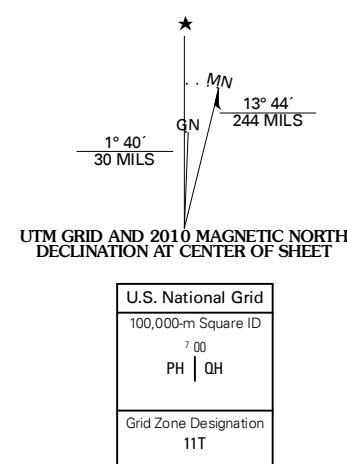 ★
MN
GN
13° 44´
244 MILS
1° 40´
30 MILS
UTM GRID AND 2010 MAGNETIC NORTH
DECLINATION AT CENTER OF SHEET
U.S. National Grid
100,000-m Square ID
7 00
PH | QH
Grid Zone Designation
11T